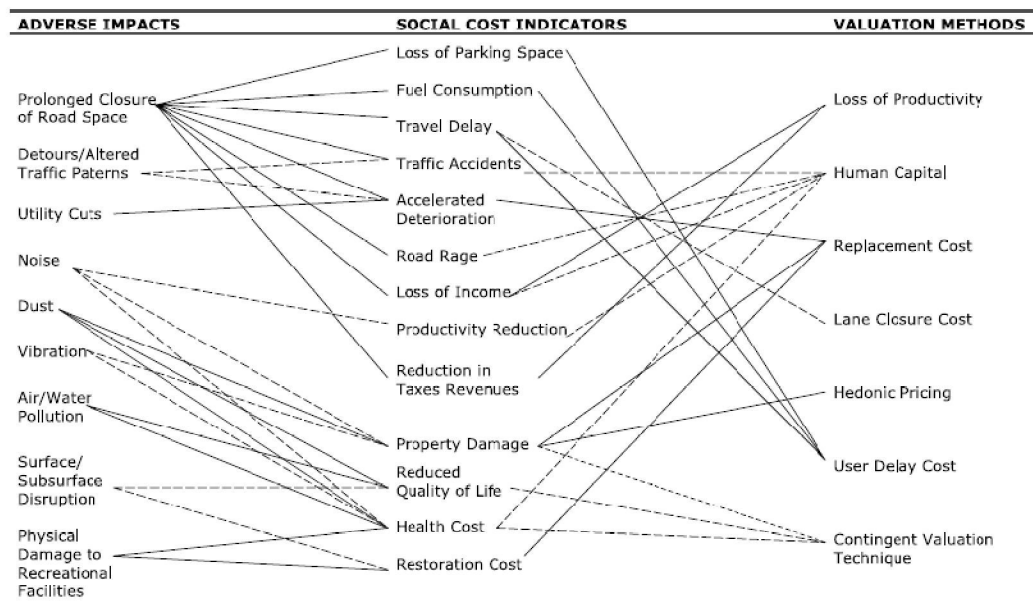 ADVERSE IMPACTS
Prolonged Closure
of Road Space
Detours/Altered
Traffic Paterns
Utility Cuts
Noise
Dust
Vibration
Air/Water
Pollution
Surface/
Subsurface
Disruption
Physical
Damage to
Recreational
Facilities
SOCIAL COST INDICATORS
Loss of Parking Space
Fuel Consumption
Travel Delay
Traffic Accidents
Accelerated
Deterioration
Road Rage
Loss of Income
Productivity Reduction
Reduction in
Taxes Revenues
Property Damage
Reduced
Quality of Life
Health Cost
Restoration Cost
VALUATION METHODS
Loss of Productivity
Human Capital
Replacement Cost
Lane Closure Cost
Hedonic Pricing
User Delay Cost
Contingent Valuation
Technique